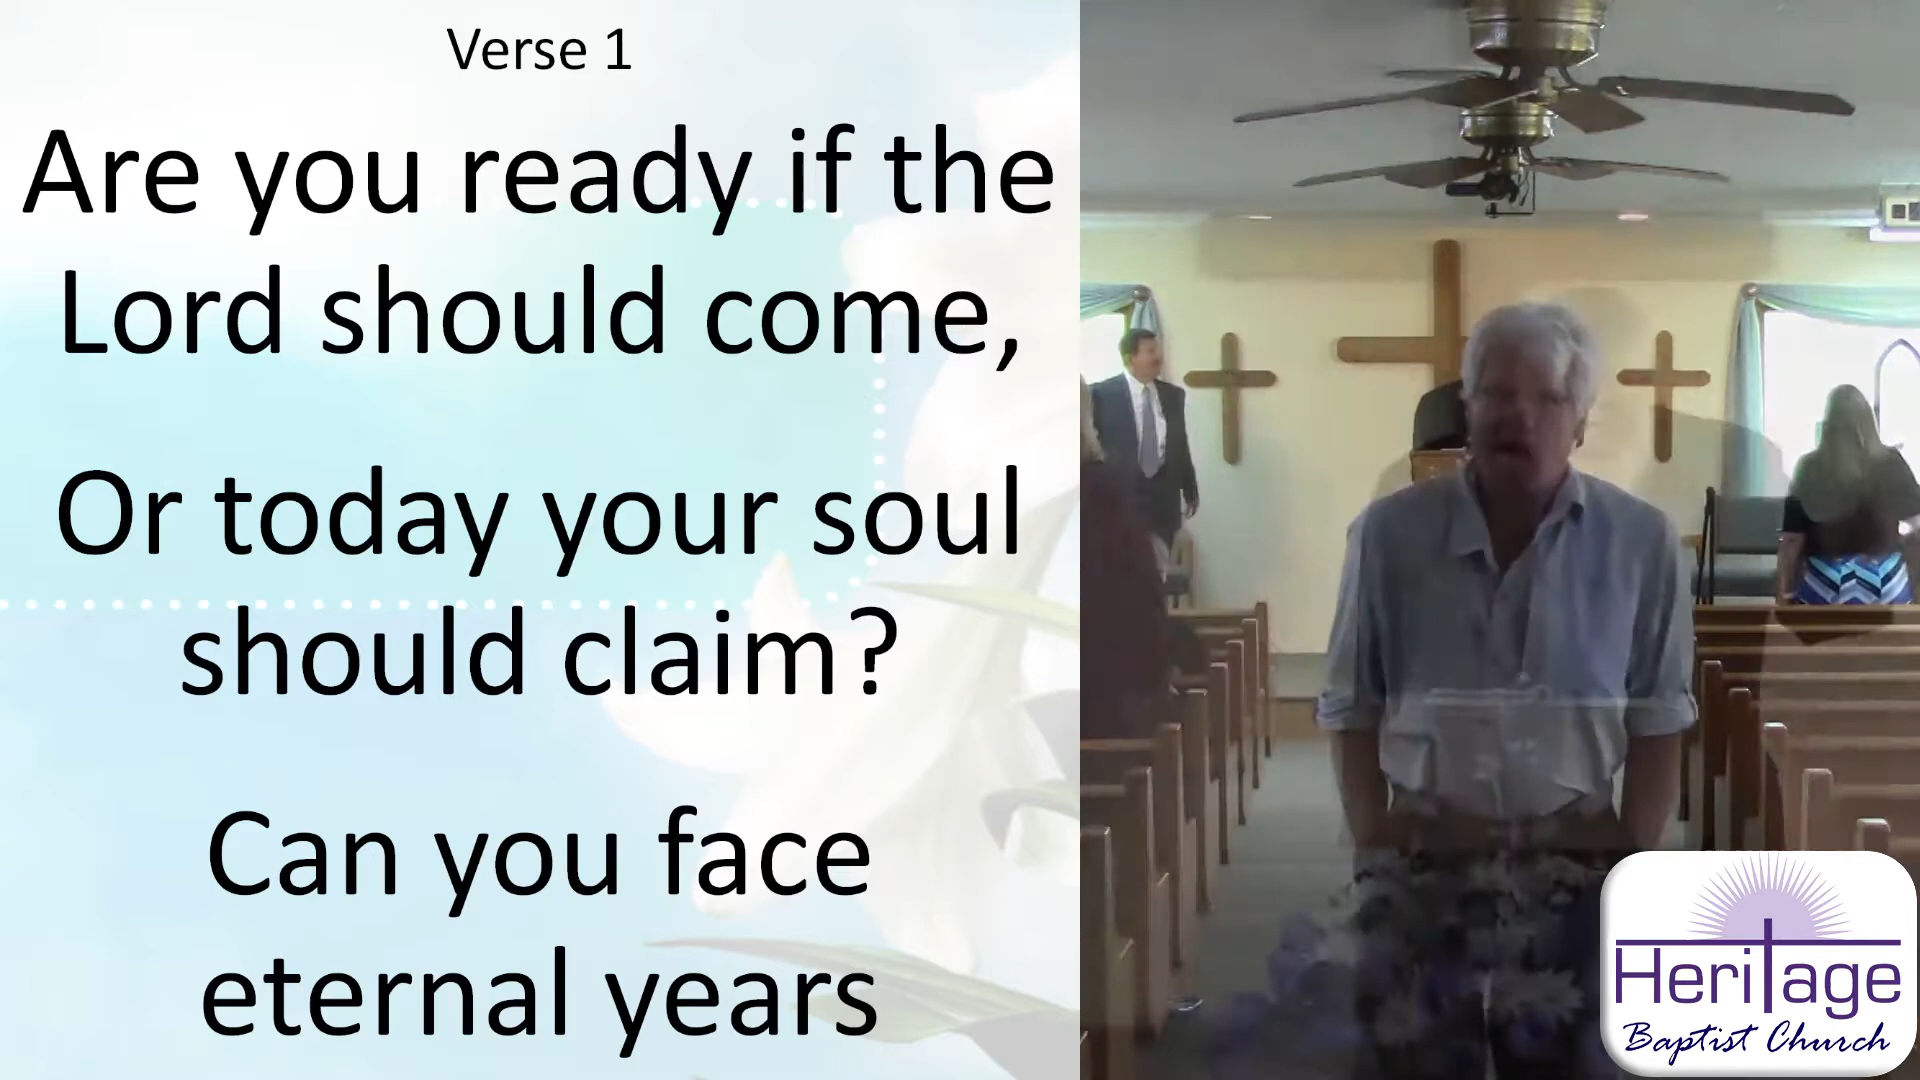 Verse 1
Are you ready if the
Lord should come,
Or today your soul
should claim?
Can you face
eternal years
Heritage
Baptist Church